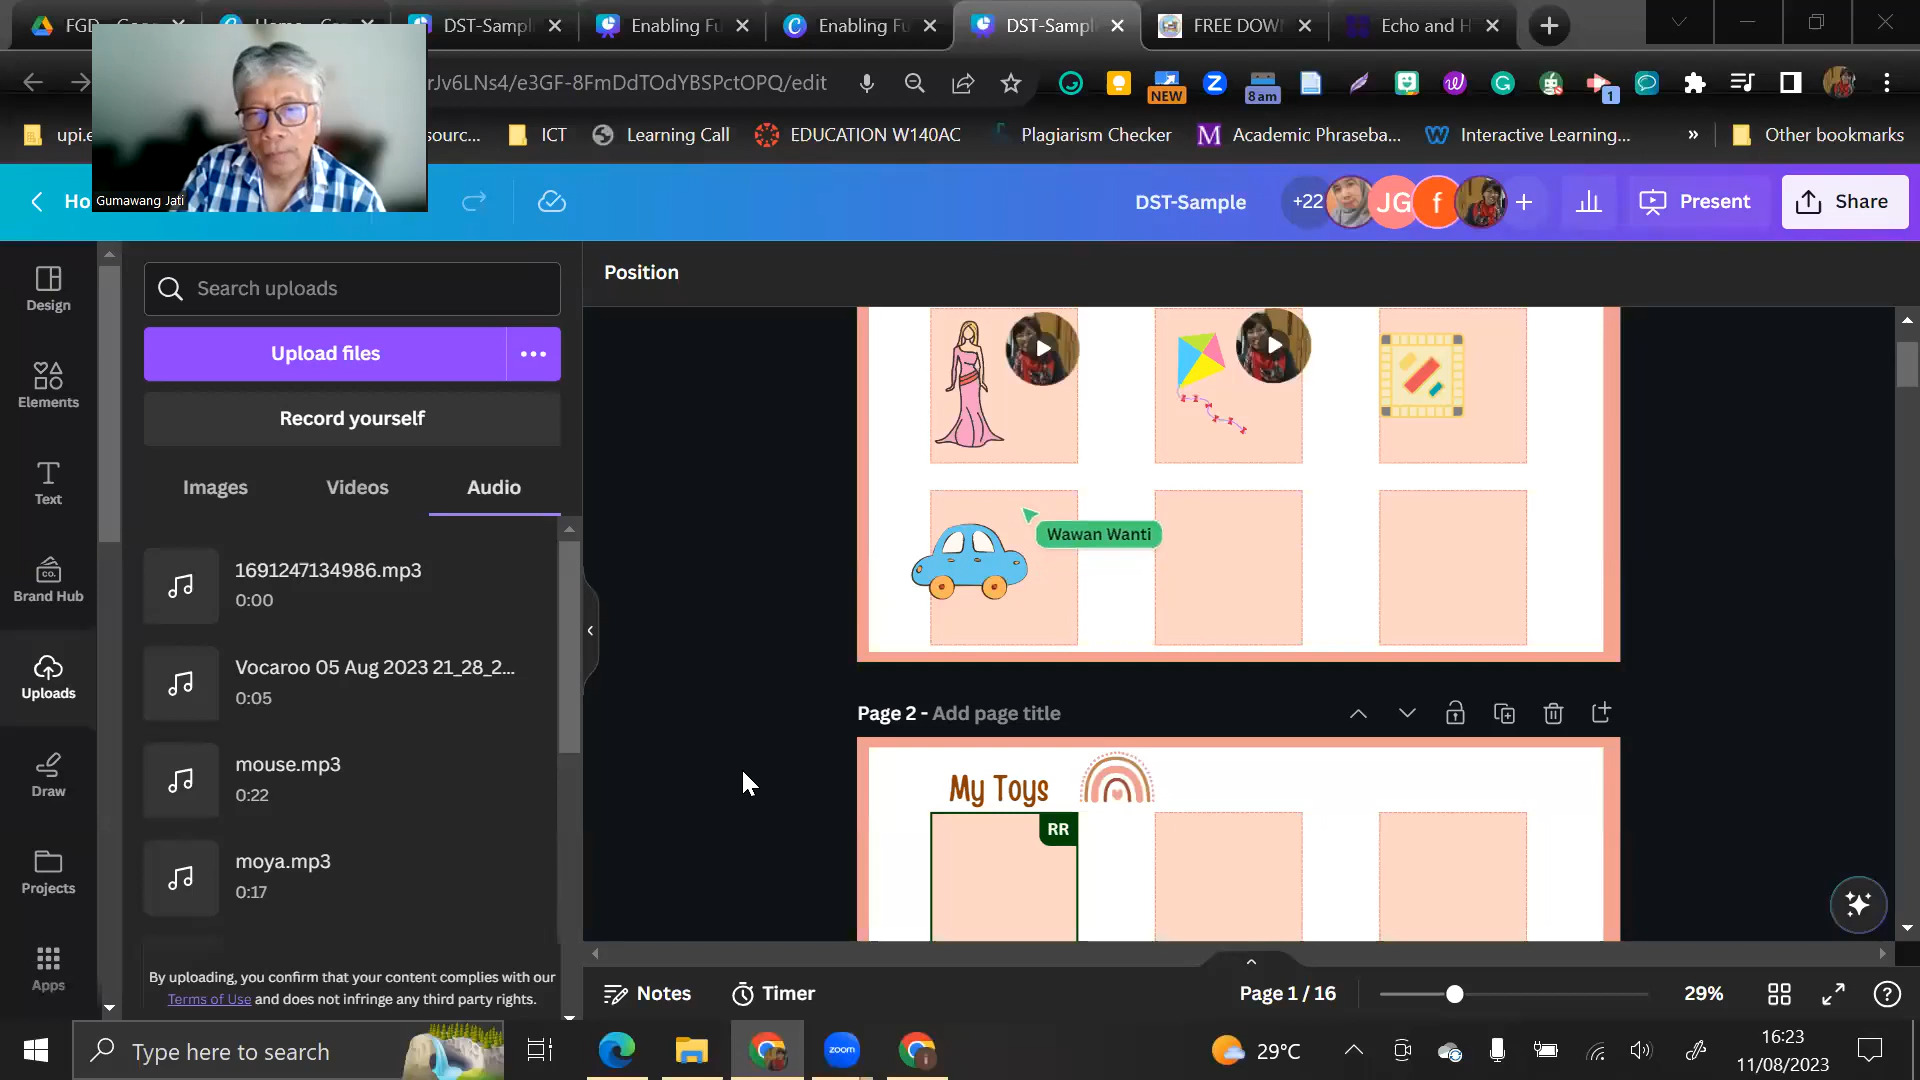 FGD
DST-Sampl
Enabling Fu
Enabling Fu
DST-Sampl
FREE DOW
Echo and H
rJv6LNs4/e3GF-8FmDdTOdYBSPctOPQ/edit
NEW
8am
1
upi.e
sourc...
ICT
Learning Call
EDUCATION W140AC
Plagiarism Checker
Academic Phraseba...
Interactive Learning...
»
Other bookmarks
Gumawang Jati
Ho
DST-Sample
+22
JG
f
Present
Share
Design
Elements
Text
CO.
Brand Hub
Uploads
Draw
Projects
Apps
Search uploads
Upload files
Record yourself
Images
Videos
Audio
1691247134986.mp3
0:00
Vocaroo 05 Aug 2023 21_28_2...
0:05
mouse.mp3
0:22
moya.mp3
0:17
By uploading, you confirm that your content complies with our
Terms of Use and does not infringe any third party rights.
Position
Wawan Wanti
Page 2 - Add page title
My Toys
RR
Notes
Timer
Page 1 / 16
29%
Type here to search
zoom
29°C
16:23
11/08/2023